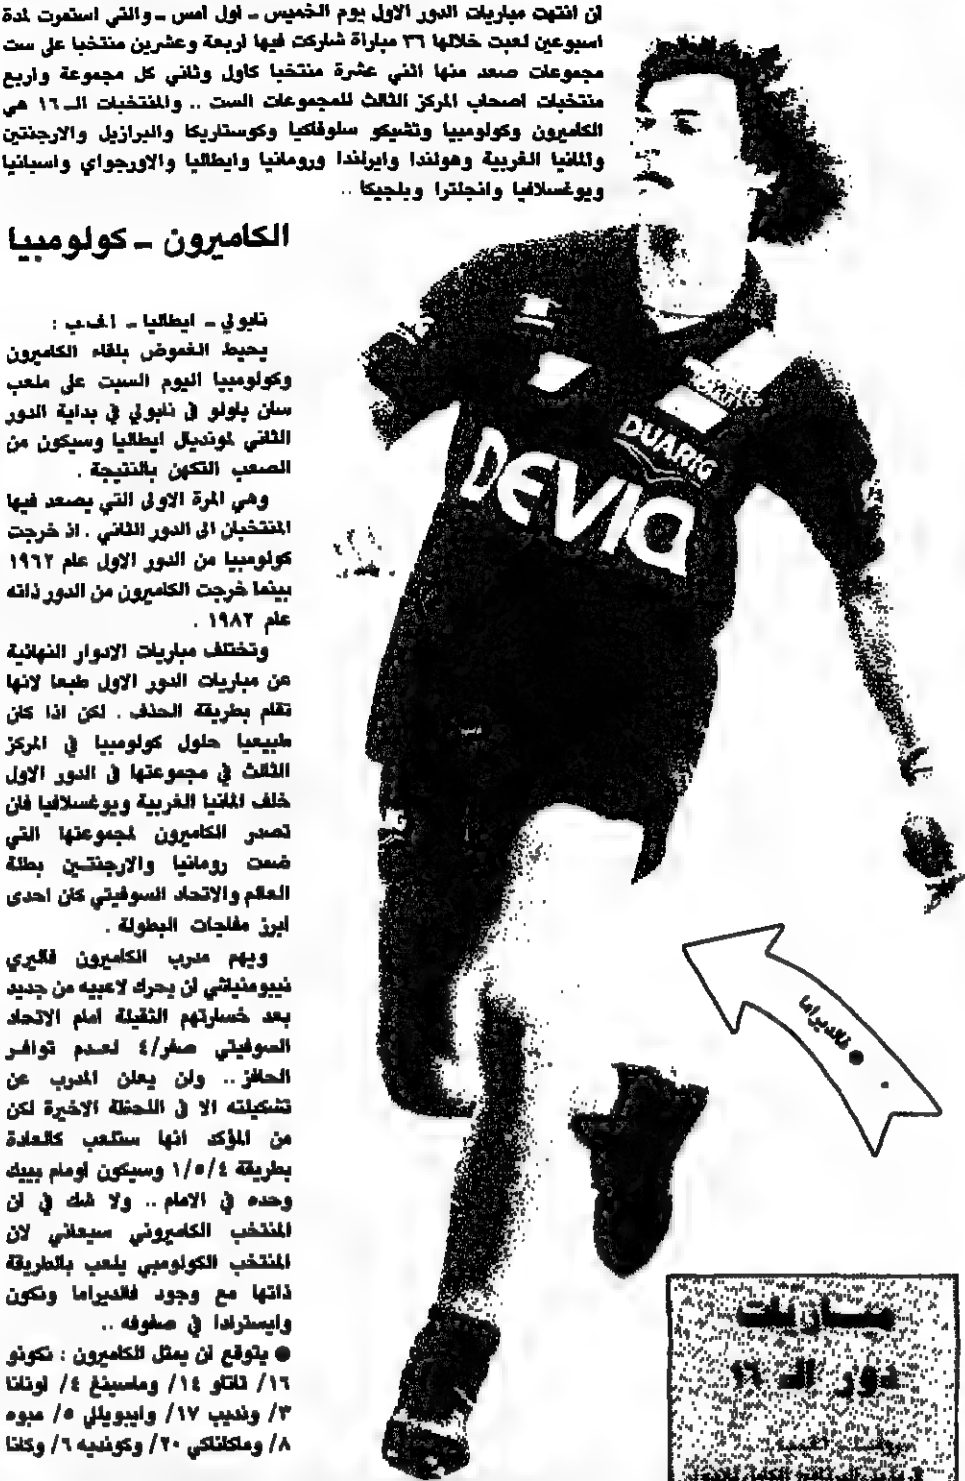 ان انتهت مباريات الدور الاول يوم الخميس ـ اول امس ـ والتي استمرت لمدة
اسبوعين لعبت خلالها ٣٦ مباراة شاركت فيها اربعة وعشرين منتخبا على ست
مجموعات صعد منها اثني عشرة منتخبا كاول وثاني كل مجموعة واربع
منتخبات اصحاب المركز الثالث للمجموعات الست .. والمنتخبات الـ ١٦ هي
الكاميرون وكولومبيا وتشيكو سلوفاكيا وكوستاريكا والبرازيل والارجنتين
والمانيا الغربية وهولندا وايرلندا ورومانيا وايطاليا والاورجواي واسبانيا
ويوغسلافيا وانجلترا وبلجيكا ..
الكاميرون ـ كولومبيا
نابولي ـ ايطاليا ـ ا.ف.ب :
يحيط الغموض بلقاء الكاميرون
وكولومبيا اليوم السبت على ملعب
سان باولو في نابولي في بداية الدور
الثاني لمونديال ايطاليا وسيكون من
الصعب التكهن بالنتيجة .
وهي المرة الاولى التي يصعد فيها
المنتخبان الى الدور الثاني . اذ خرجت
كولومبيا من الدور الاول عام ١٩٦٢
بينما خرجت الكاميرون من الدور ذاته
عام ١٩٨٢ .
وتختلف مباريات الادوار النهائية
عن مباريات الدور الاول طبعا لانها
تقام بطريقة الحذف . لكن اذا كان
طبيعيا حلول كولومبيا في المركز
الثالث في مجموعتها في الدور الاول
خلف المانيا الغربية ويوغسلافيا فان
تصدر الكاميرون لمجموعتها التي
ضمت رومانيا والارجنتين بطلة
العالم والاتحاد السوفيتي كان احدى
ابرز مفاجات البطولة .
ويهم مدرب الكاميرون فاليري
نيبومنياتشي ان يحرك لاعبيه من جديد
بعد خسارتهم الثقيلة امام الاتحاد
السوفيتي صفر/٤ لعدم توافر
الحافز .. ولن يعلن المدرب عن
تشكيلته الا في اللحظة الاخيرة لكن
من المؤكد انها ستلعب كالعادة
بطريقة ١/٥/٤ وسيكون اومام بييك
وحده في الامام .. ولا شك في ان
المنتخب الكاميروني سيعاني لان
المنتخب الكولومبي يلعب بالطريقة
ذاتها مع وجود فالديراما ونكون
وايسترادا في صفوفه ..
● يتوقع ان يمثل الكاميرون : نكونو
١٦/ تاتاو ١٤/ وماسينغ ٤/ اونانا
٣/ ونديب ١٧/ وايبويللي ٥/ مبوه
٨/ وماكاناكي ٢٠/ وكونديه ٦/ وكانا
DUARIG
DEVIA
● فالديراما
مباريات
دور الـ ١٦